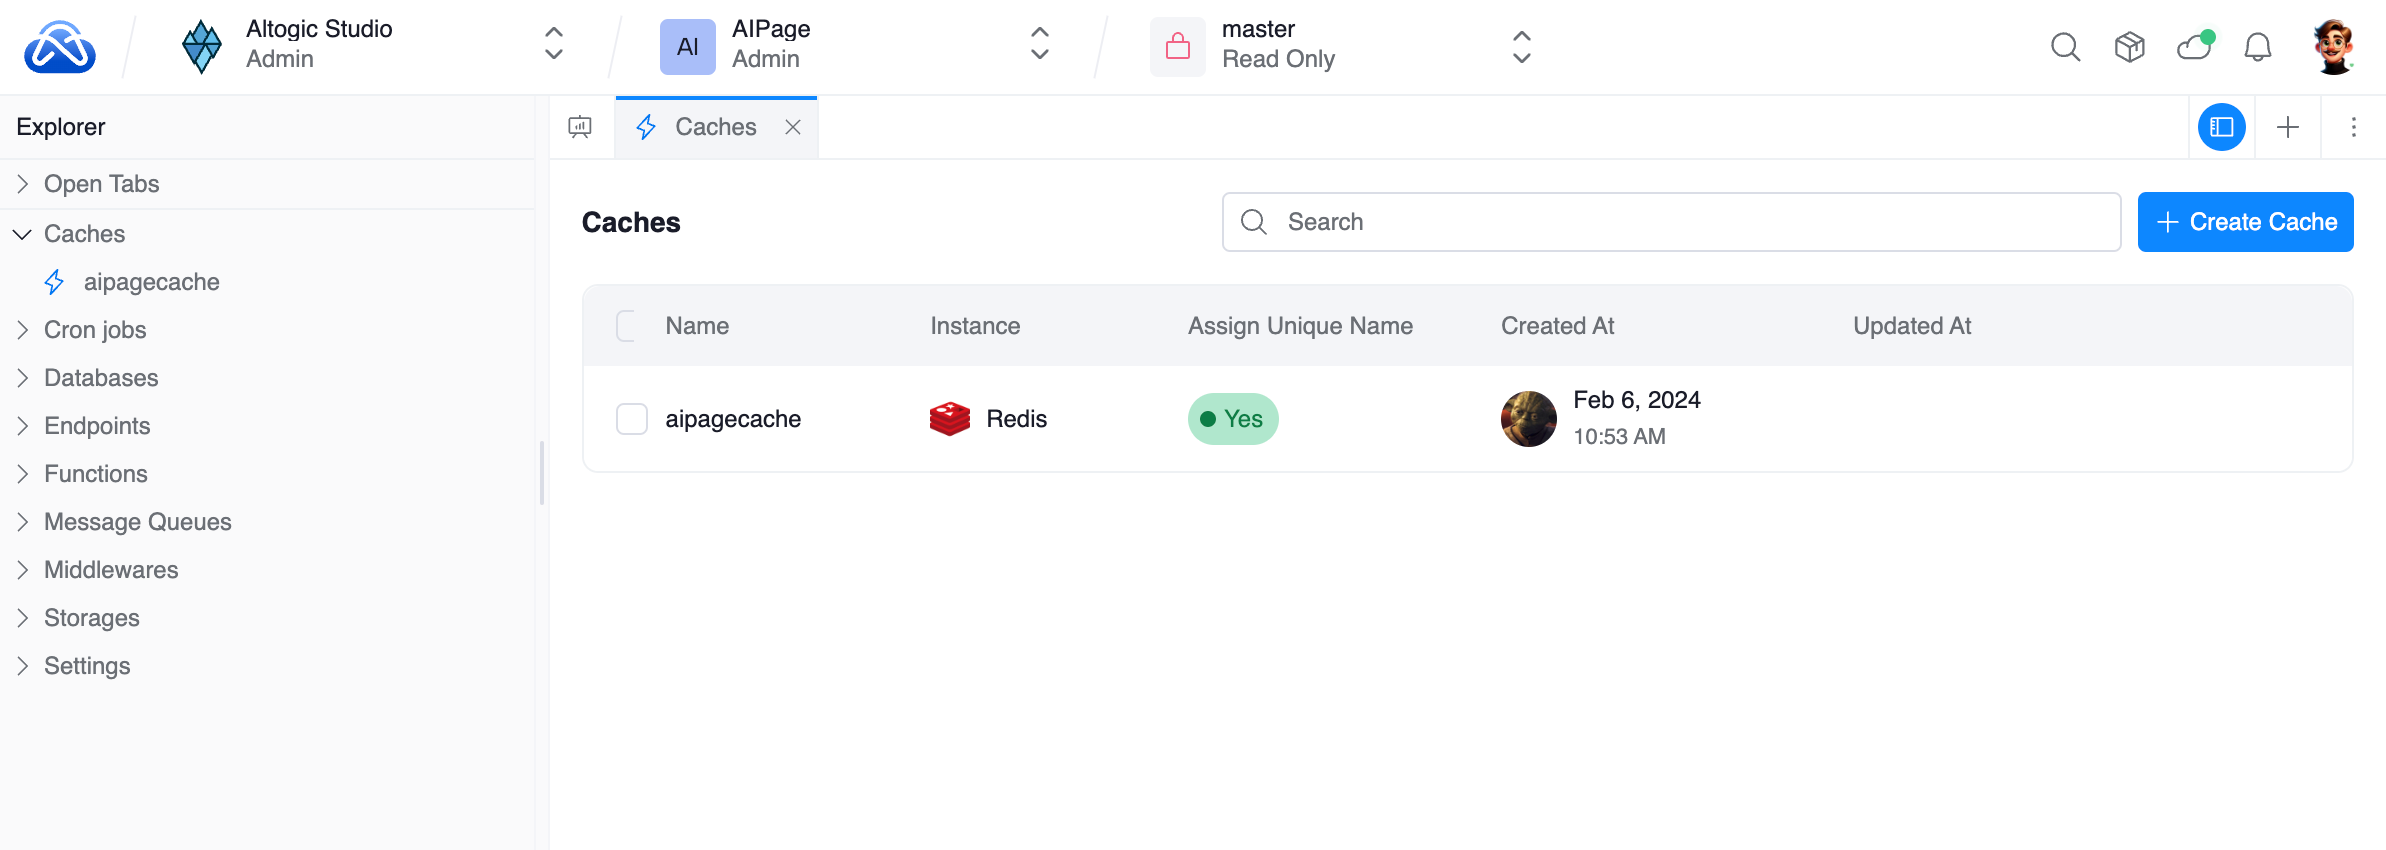 Altogic Studio
Admin
AI
AIPage
Admin
master
Read Only
Explorer
Open Tabs
Caches
aipagecache
Cron jobs
Databases
Endpoints
Functions
Message Queues
Middlewares
Storages
Settings
Caches
Caches
Search
Create Cache
Name Instance Assign Unique Name Created At Updated At
aipagecache Redis Yes Feb 6, 2024
10:53 AM